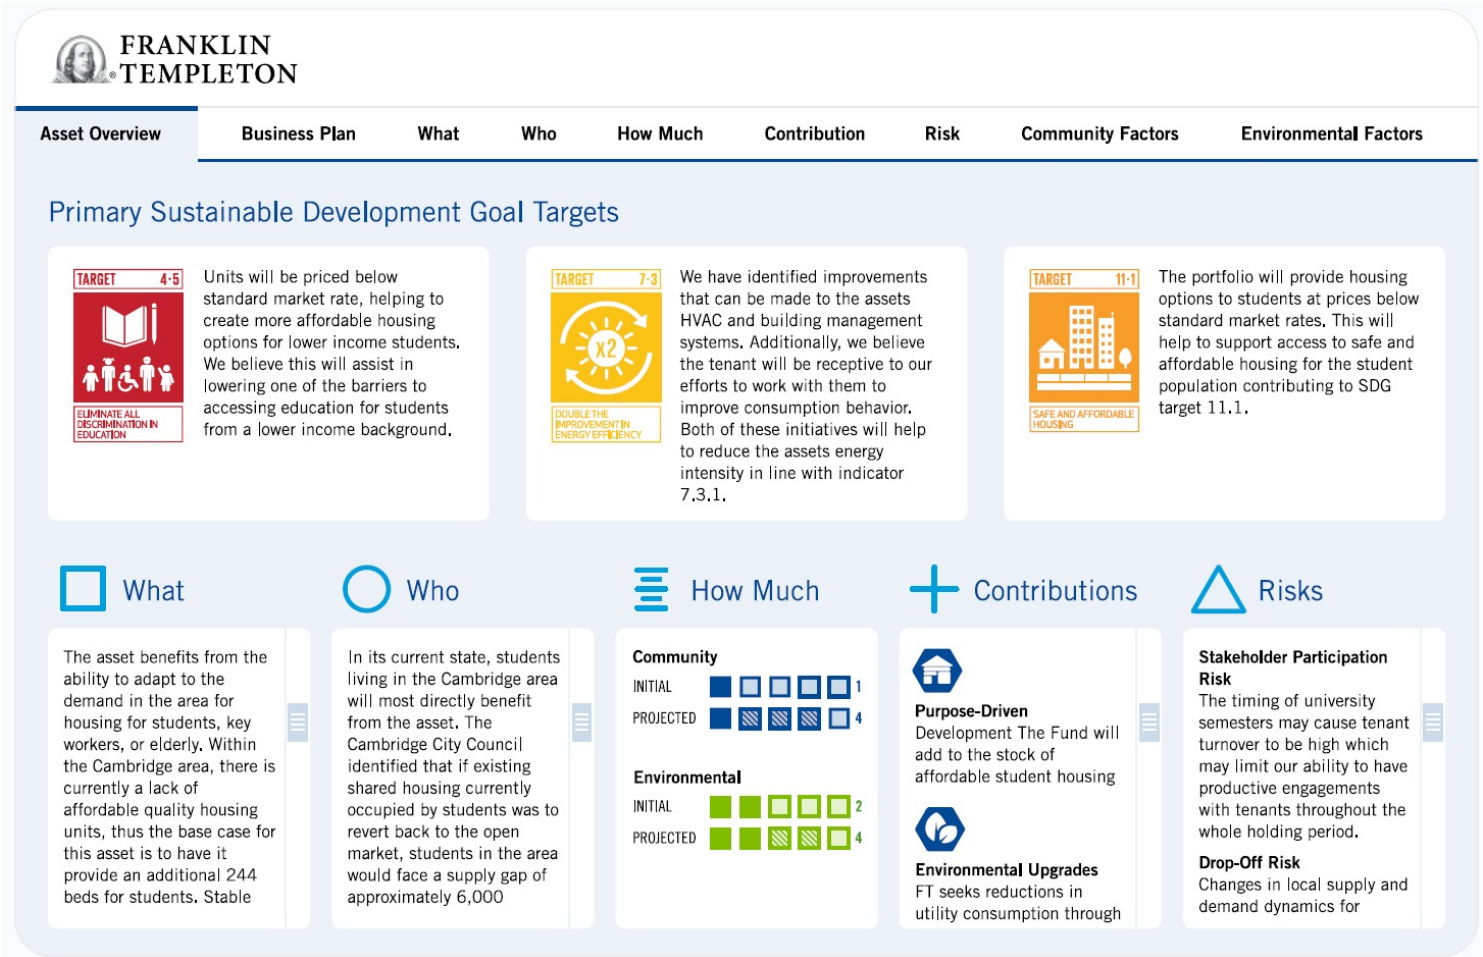 FRANKLIN
TEMPLETON
Asset Overview
Business Plan
What
Who
How Much
Contribution
Risk
Community Factors
Environmental Factors
Primary Sustainable Development Goal Targets
TARGET 4·5
ELIMINATE ALL
DISCRIMINATION IN
EDUCATION
Units will be priced below
standard market rate, helping to
create more affordable housing
options for lower income students.
We believe this will assist in
lowering one of the barriers to
accessing education for students
from a lower income background.
TARGET 7·3
X2
DOUBLE THE
IMPROVEMENT IN
ENERGY EFFICIENCY
We have identified improvements
that can be made to the assets
HVAC and building management
systems. Additionally, we believe
the tenant will be receptive to our
efforts to work with them to
improve consumption behavior.
Both of these initiatives will help
to reduce the assets energy
intensity in line with indicator
7.3.1.
TARGET 11·1
SAFE AND AFFORDABLE
HOUSING
The portfolio will provide housing
options to students at prices below
standard market rates. This will
help to support access to safe and
affordable housing for the student
population contributing to SDG
target 11.1.
What
The asset benefits from the
ability to adapt to the
demand in the area for
housing for students, key
workers, or elderly. Within
the Cambridge area, there is
currently a lack of
affordable quality housing
units, thus the base case for
this asset is to have it
provide an additional 244
beds for students. Stable
Who
In its current state, students
living in the Cambridge area
will most directly benefit
from the asset. The
Cambridge City Council
identified that if existing
shared housing currently
occupied by students was to
revert back to the open
market, students in the area
would face a supply gap of
approximately 6,000
How Much
Community
INITIAL 1
PROJECTED 4
Environmental
INITIAL 2
PROJECTED 4
Contributions
Purpose-Driven
Development The Fund will
add to the stock of
affordable student housing
Environmental Upgrades
FT seeks reductions in
utility consumption through
Risks
Stakeholder Participation
Risk
The timing of university
semesters may cause tenant
turnover to be high which
may limit our ability to have
productive engagements
with tenants throughout the
whole holding period.
Drop-Off Risk
Changes in local supply and
demand dynamics for